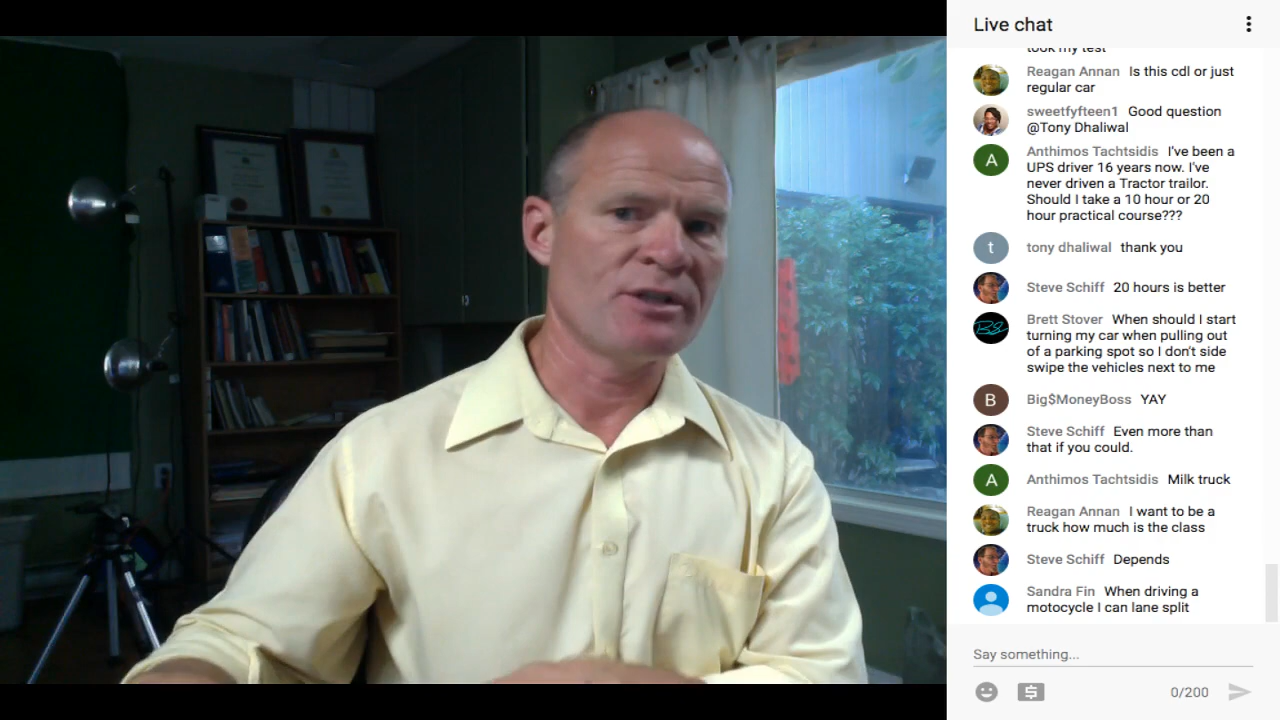 Live chat
took my test
Reagan Annan Is this cdl or just
regular car
sweetfyfteen1 Good question
@Tony Dhaliwal
A
Anthimos Tachtsidis I've been a
UPS driver 16 years now. I've
never driven a Tractor trailor.
Should I take a 10 hour or 20
hour practical course???
t
tony dhaliwal thank you
Steve Schiff 20 hours is better
Brett Stover When should I start
turning my car when pulling out
of a parking spot so I don't side
swipe the vehicles next to me
B
Big$MoneyBoss YAY
Steve Schiff Even more than
that if you could.
A
Anthimos Tachtsidis Milk truck
Reagan Annan I want to be a
truck how much is the class
Steve Schiff Depends
Sandra Fin When driving a
motocycle I can lane split
Say something...
0/200